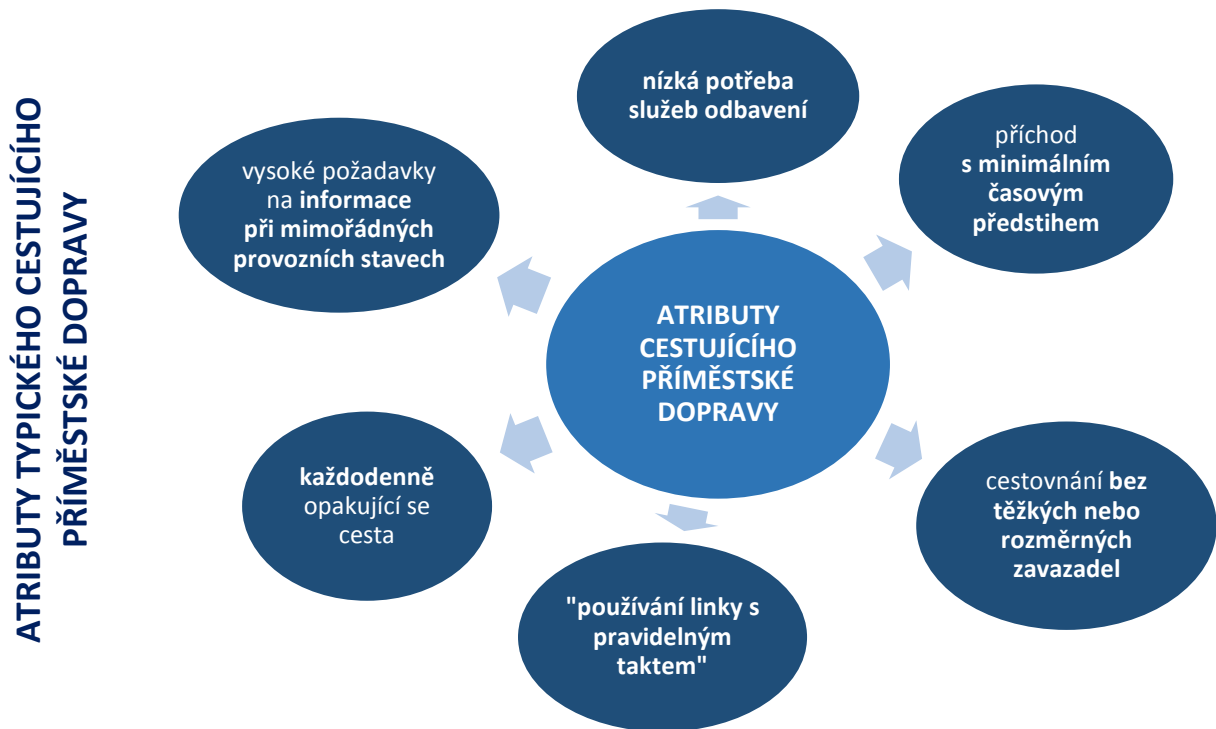 ATRIBUTY TYPICKÉHO CESTUJÍCÍHO
PŘÍMĚSTSKÉ DOPRAVY
nízká potřeba
služeb odbavení
příchod
s minimálním
časovým
předstihem
cestovnání bez
těžkých nebo
rozměrných
zavazadel
"používání linky s
pravidelným
taktem"
každodenně
opakující se
cesta
vysoké požadavky
na informace
při mimořádných
provozních stavech
ATRIBUTY
CESTUJÍCÍHO
PŘÍMĚSTSKÉ
DOPRAVY